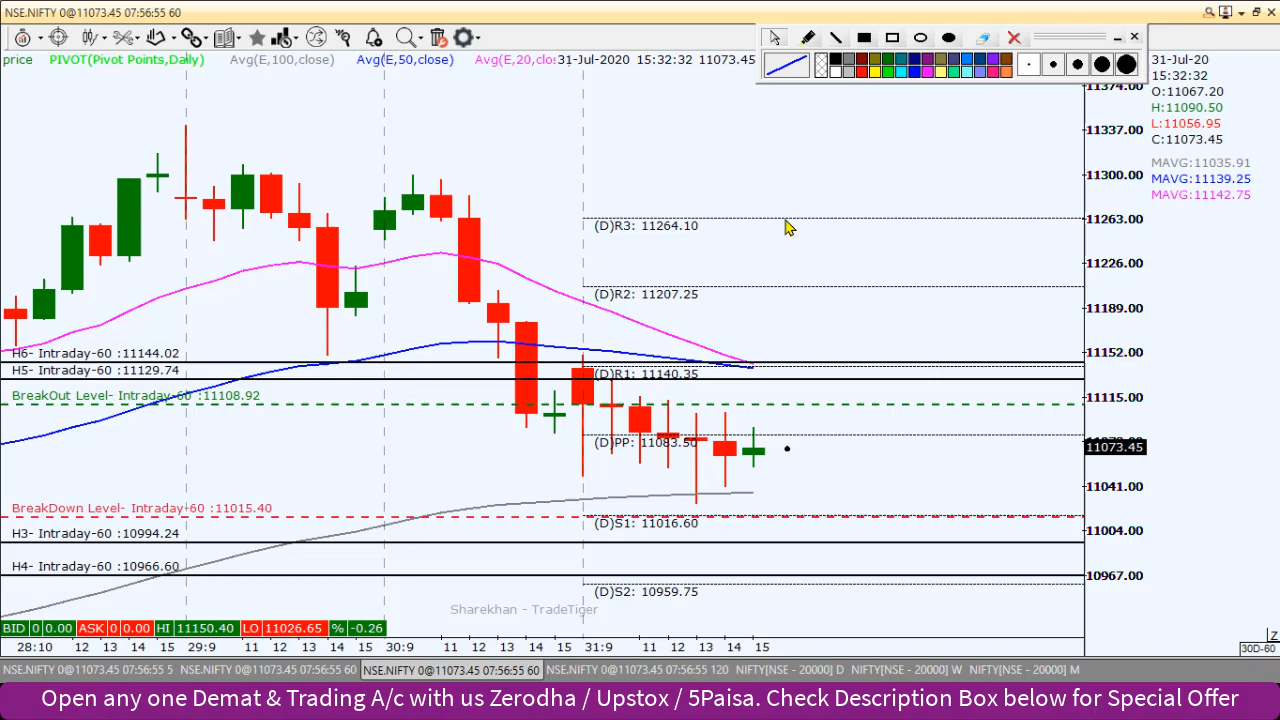 NSE.NIFTY 0@11073.45 07:56:55 60
price PIVOT(Pivot Points,Daily) Avg(E,100,close) Avg(E,50,close) Avg(E,20,clos 31-Jul-2020 15:32:32 11073.45
31-Jul-20
15:32:32
O:11067.20
H:11090.50
L:11056.95
C:11073.45
MAVG:11035.91
MAVG:11139.25
MAVG:11142.75
11374.00
11337.00
11300.00
11263.00
11226.00
11189.00
11152.00
11115.00
11073.45
11041.00
11004.00
10967.00
(D)R3: 11264.10
(D)R2: 11207.25
H6- Intraday-60 :11144.02
H5- Intraday-60 :11129.74
(D)R1: 11140.35
BreakOut Level- Intraday-60 :11108.92
(D)PP: 11083.50
BreakDown Level- Intraday-60 :11015.40
(D)S1: 11016.60
H3- Intraday-60 :10994.24
H4- Intraday-60 :10966.60
(D)S2: 10959.75
Sharekhan - TradeTiger
BID 0 0.00 ASK 0 0.00 HI 11150.40 LO 11026.65 % -0.26
28:10 12 13 14 15 29:9 11 12 13 14 15 30:9 11 12 13 14 15 31:9 11 12 13 14 15
Z
30D-60
NSE.NIFTY 0@11073.45 07:56:55 5 NSE.NIFTY 0@11073.45 07:56:55 60 NSE.NIFTY 0@11073.45 07:56:55 60 NSE.NIFTY 0@11073.45 07:56:55 120 NIFTY[NSE - 20000] D NIFTY[NSE - 20000] W NIFTY[NSE - 20000] M
Open any one Demat & Trading A/c with us Zerodha / Upstox / 5Paisa. Check Description Box below for Special Offer